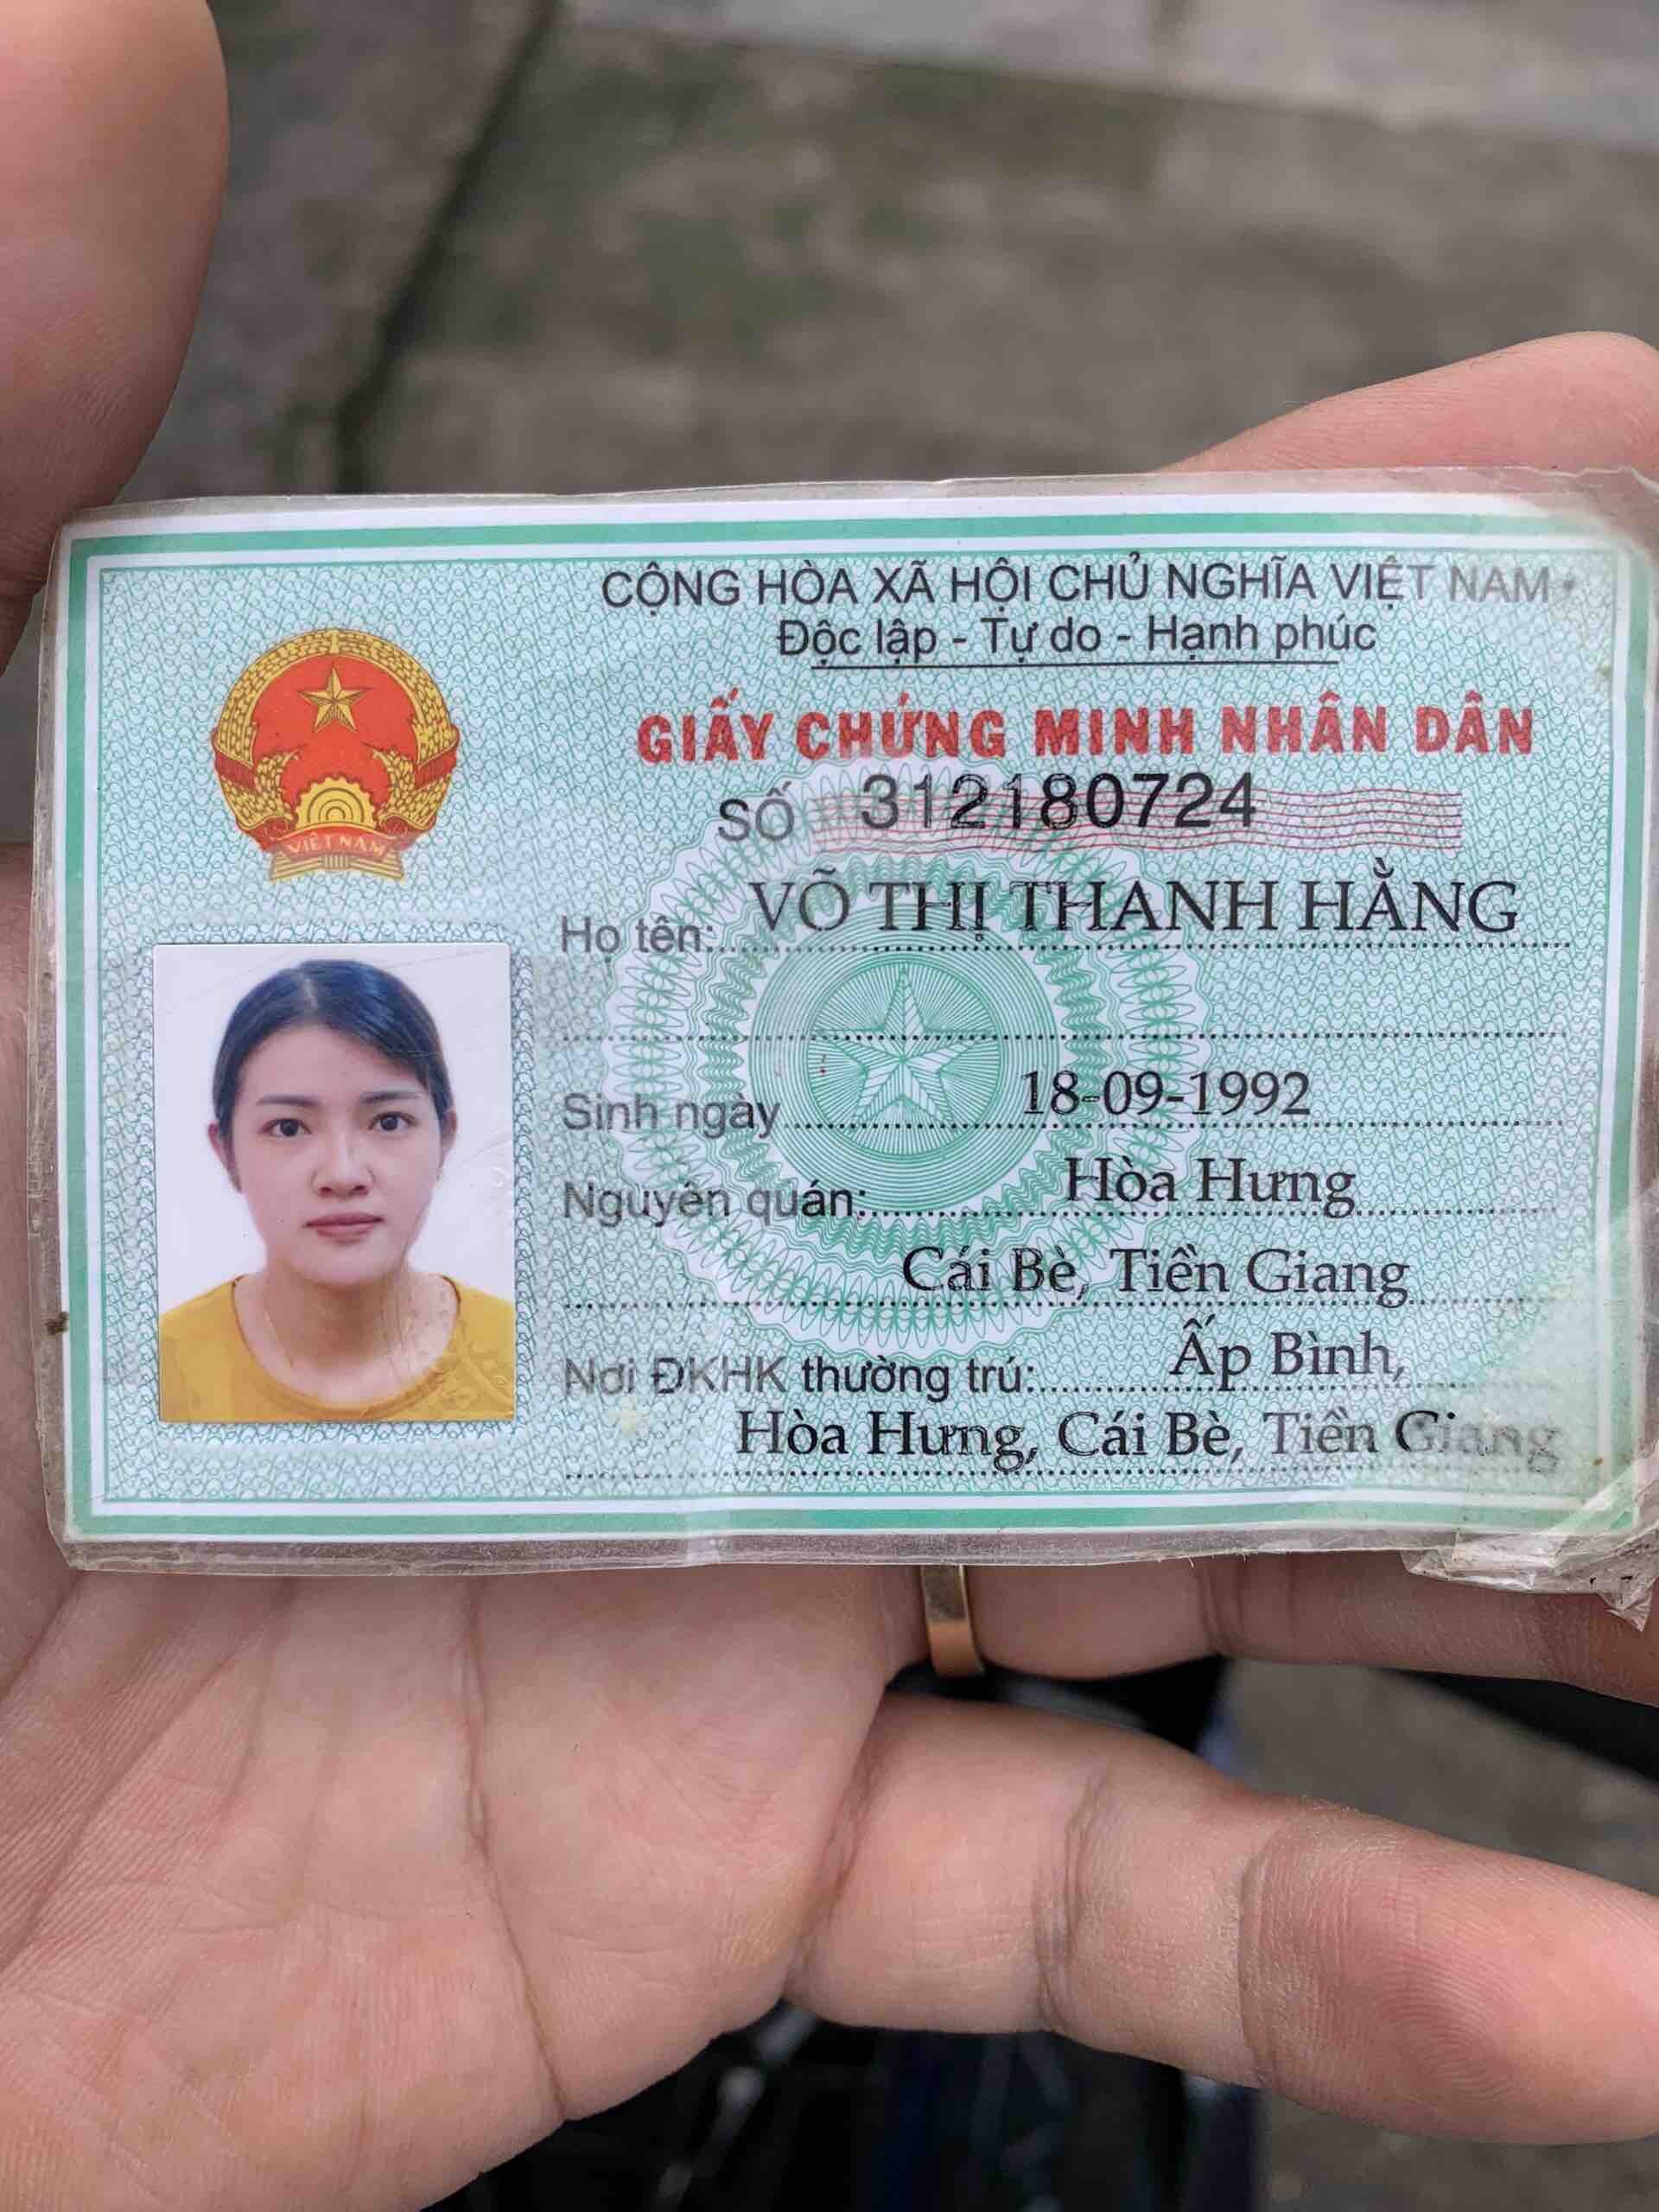 CỘNG HÒA XÃ HỘI CHỦ NGHĨA VIỆT NAM
Độc lập - Tự do - Hạnh phúc
GIẤY CHỨNG MINH NHÂN DÂN
SỐ 312180724
VIỆT NAM
Họ tên: VÕ THỊ THANH HẰNG
Sinh ngày 18-09-1992
Nguyên quán: Hòa Hưng
Cái Bè, Tiền Giang
Nơi ĐKHK thường trú: Ấp Bình,
Hòa Hưng, Cái Bè, Tiền Giang